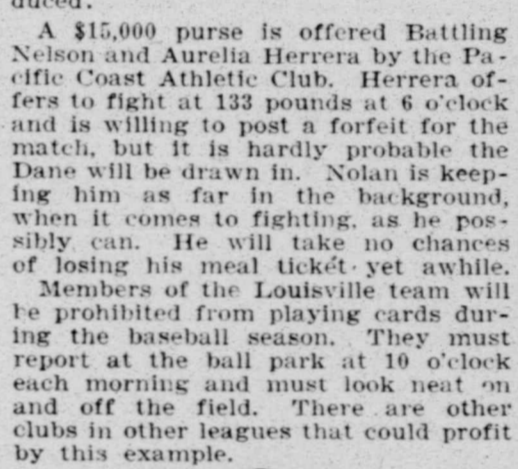 duced.
A $15,000 purse is offered Battling
Nelson and Aurelia Herrera by the Pa-
cific Coast Athletic Club. Herrera of-
fers to fight at 133 pounds at 6 o'clock
and is willing to post a forfeit for the
match, but it is hardly probable the
Dane will be drawn in. Nolan is keep-
ing him as far in the background,
when it comes to fighting, as he pos-
sibly can. He will take no chances
of losing his meal ticket yet awhile.
Members of the Louisville team will
be prohibited from playing cards dur-
ing the baseball season. They must
report at the ball park at 10 o'clock
each morning and must look neat on
and off the field. There are other
clubs in other leagues that could profit
by this example.